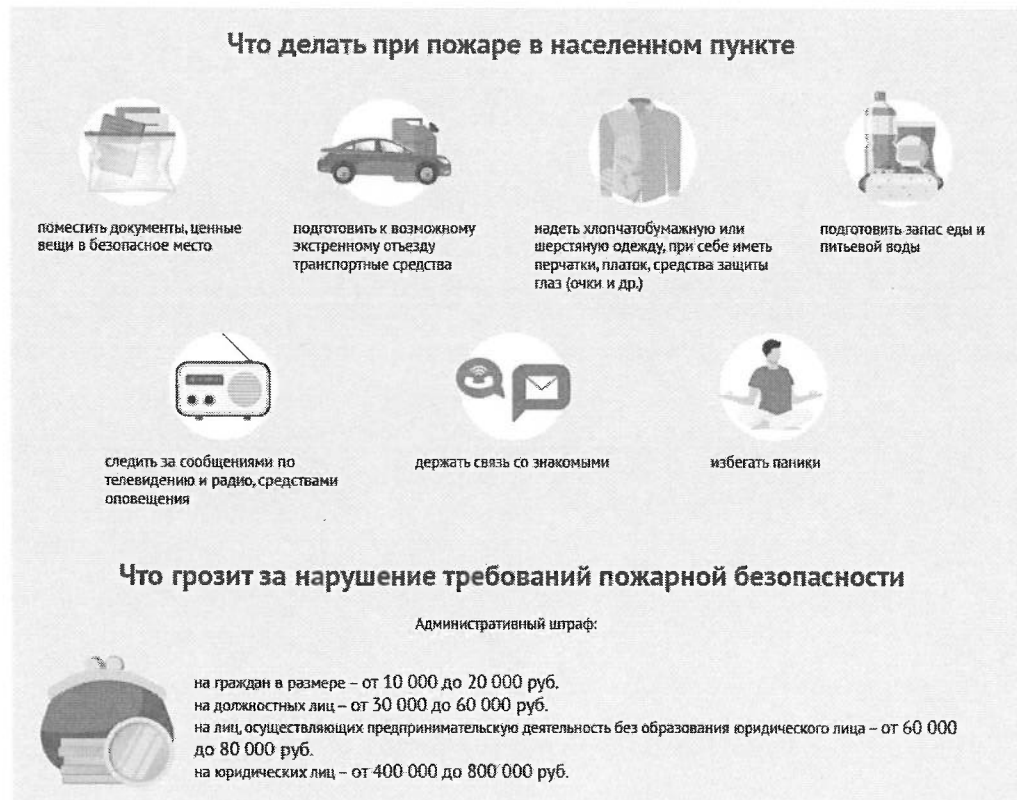 Что делать при пожаре в населенном пункте
поместить документы, ценные
вещи в безопасное место
подготовить к возможному
экстренному отъезду
транспортные средства
надеть хлопчатобумажную или
шерстяную одежду, при себе иметь
перчатки, платок, средства защиты
глаз (очки и др.)
подготовить запас еды и
питьевой воды
следить за сообщениями по
телевидению и радио, средствами
оповещения
держать связь со знакомыми
избегать паники
Что грозит за нарушение требований пожарной безопасности
Административный штраф:
на граждан в размере – от 10 000 до 20 000 руб.
на должностных лиц – от 30 000 до 60 000 руб.
на лиц, осуществляющих предпринимательскую деятельность без образования юридического лица – от 60 000
до 80 000 руб.
на юридических лиц – от 400 000 до 800 000 руб.